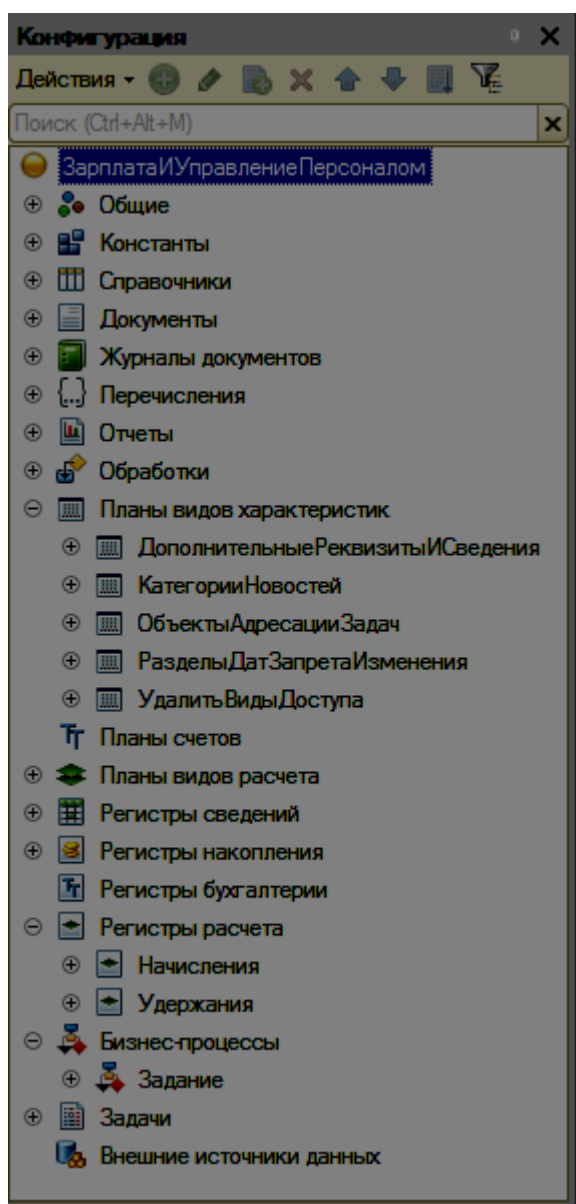 Конфигурация
Действия
Поиск (Ctrl+Alt+M)
ЗарплатаИУправлениеПерсоналом
Общие
Константы
Справочники
Документы
Журналы документов
Перечисления
Отчеты
Обработки
Планы видов характеристик
ДополнительныеРеквизитыИСведения
КатегорииНовостей
ОбъектыАдресацииЗадач
РазделыДатЗапретаИзменения
УдалитьВидыДоступа
Планы счетов
Планы видов расчета
Регистры сведений
Регистры накопления
Регистры бухгалтерии
Регистры расчета
Начисления
Удержания
Бизнес-процессы
Задание
Задачи
Внешние источники данных